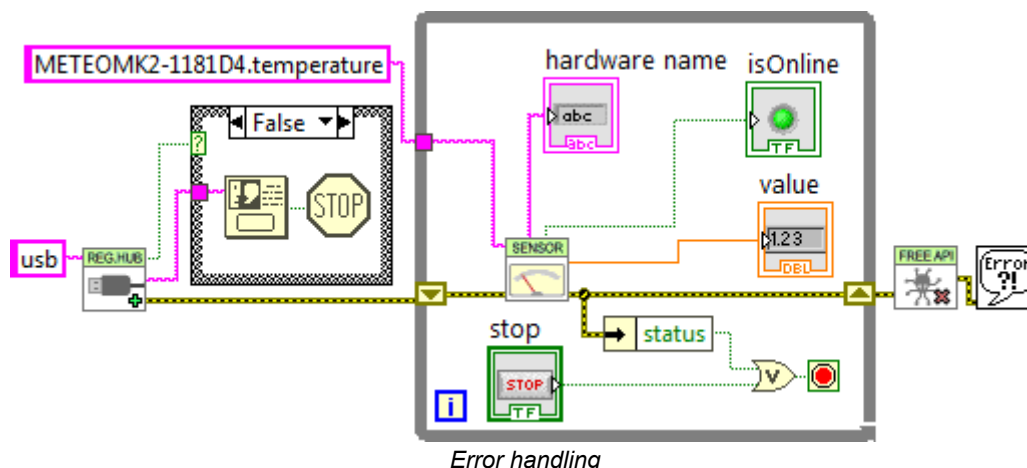 METEOMK2-1181D4.temperature
hardware name
isOnline
abc
abc
TF
False
?
STOP
value
1.23
DBL
usb
REG.HUB
SENSOR
FREE API
Error
?!
stop
status
STOP
TF
V
i
Error handling